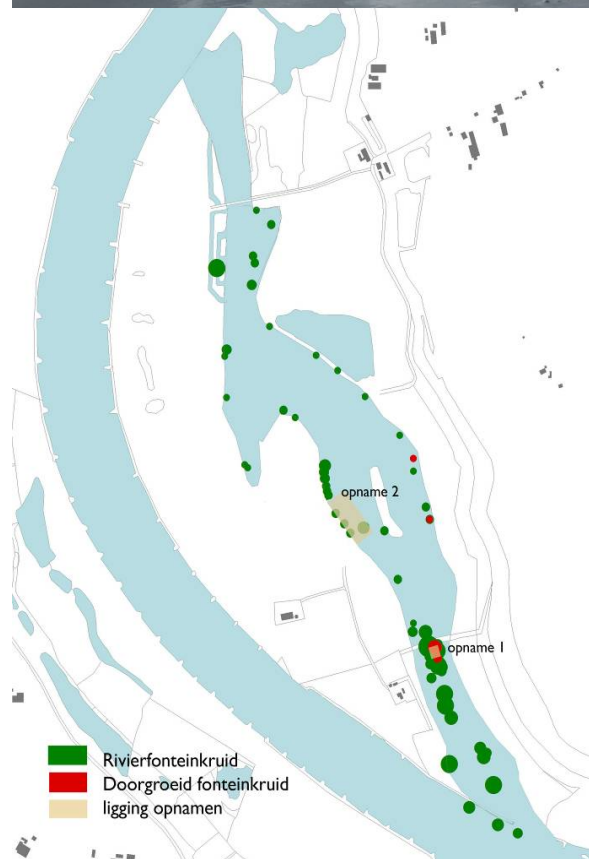 opname 2
opname 1
Rivierfonteinkruid
Doorgroeid fonteinkruid
ligging opnamen